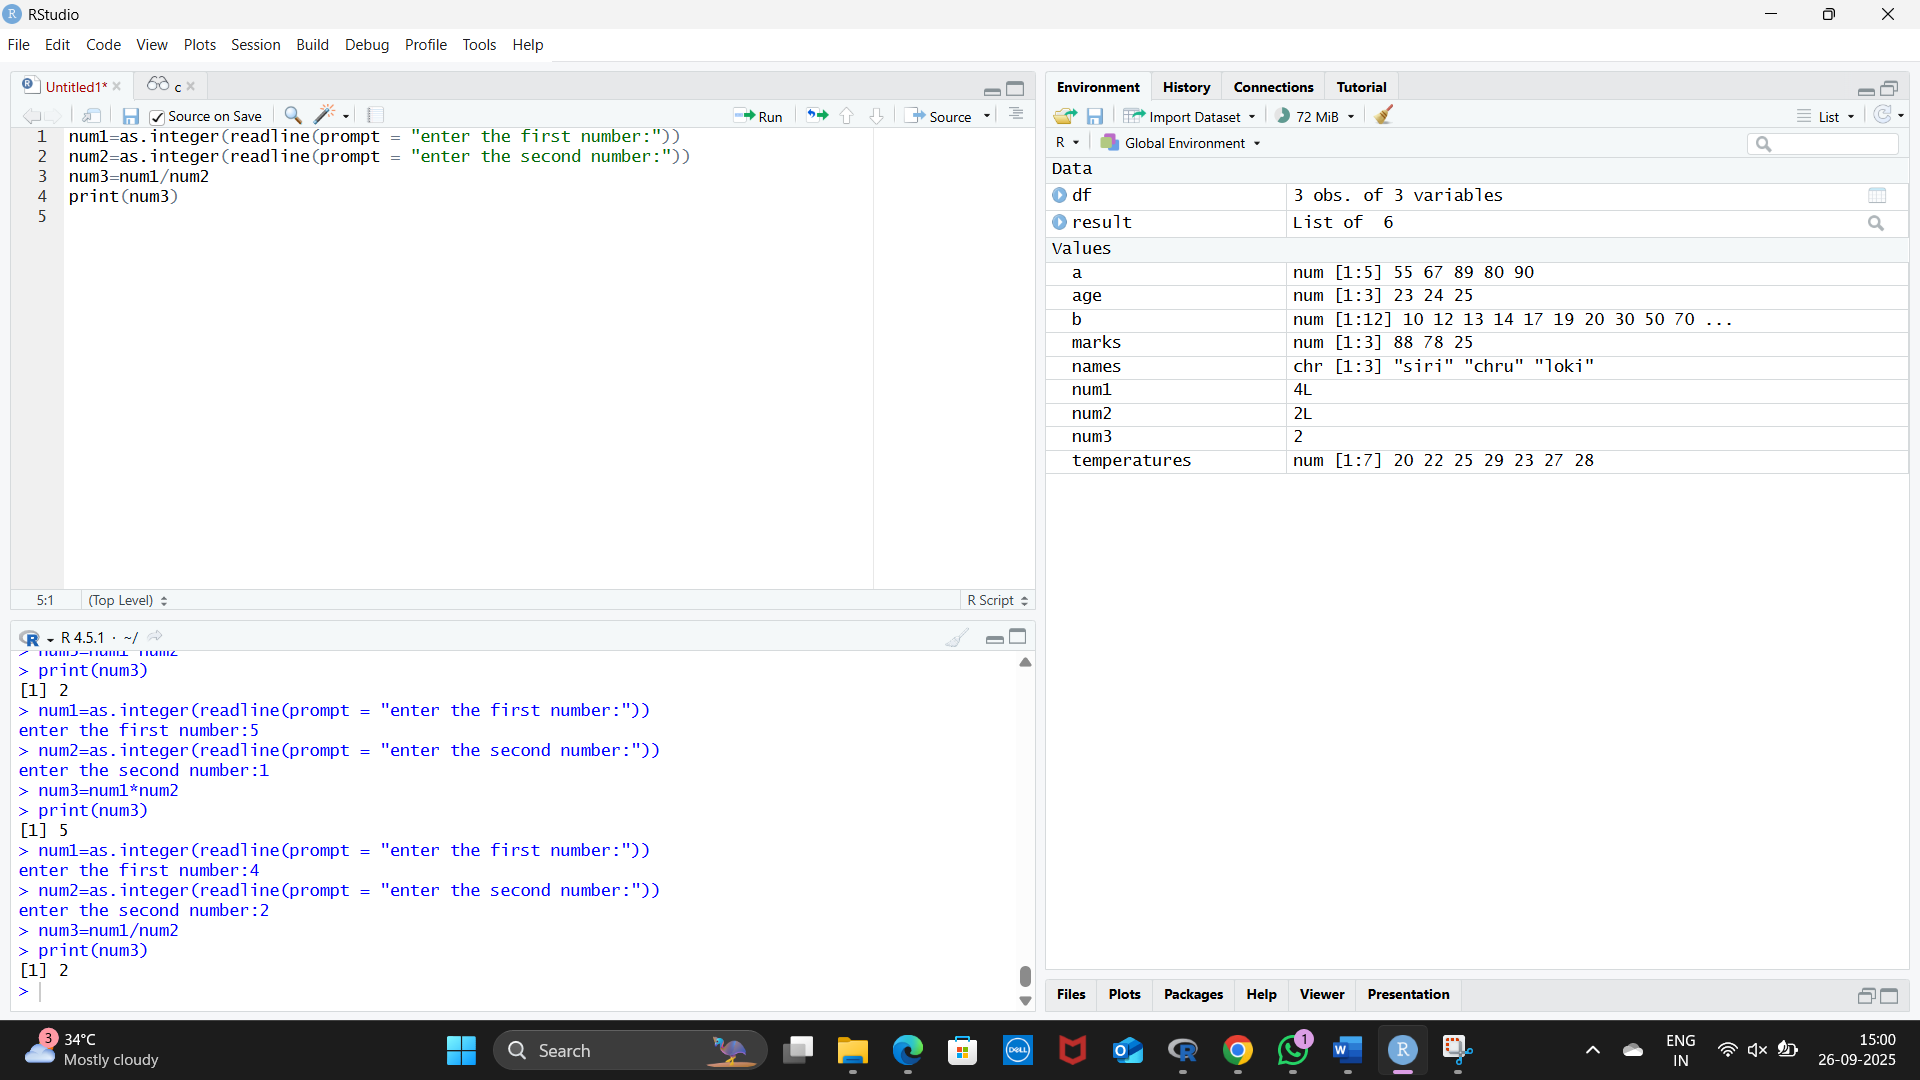 RStudio
File Edit Code View Plots Session Build Debug Profile Tools Help
Untitled1* c
Source on Save Run Source
1 num1=as.integer(readline(prompt = "enter the first number:"))
2 num2=as.integer(readline(prompt = "enter the second number:"))
3 num3=num1/num2
4 print(num3)
5
5:1 (Top Level) R Script
R 4.5.1 · ~/
> num3=num1*num2
> print(num3)
[1] 2
> num1=as.integer(readline(prompt = "enter the first number:"))
enter the first number:5
> num2=as.integer(readline(prompt = "enter the second number:"))
enter the second number:1
> num3=num1*num2
> print(num3)
[1] 5
> num1=as.integer(readline(prompt = "enter the first number:"))
enter the first number:4
> num2=as.integer(readline(prompt = "enter the second number:"))
enter the second number:2
> num3=num1/num2
> print(num3)
[1] 2
>
Environment History Connections Tutorial
Import Dataset 72 MiB List
R Global Environment
Data
df 3 obs. of 3 variables
result List of 6
Values
a num [1:5] 55 67 89 80 90
age num [1:3] 23 24 25
b num [1:12] 10 12 13 14 17 19 20 30 50 70 ...
marks num [1:3] 88 78 25
names chr [1:3] "siri" "chru" "loki"
num1 4L
num2 2L
num3 2
temperatures num [1:7] 20 22 25 29 23 27 28
Files Plots Packages Help Viewer Presentation
3 34°C
Mostly cloudy
Search
DELL
1
ENG
IN
15:00
26-09-2025